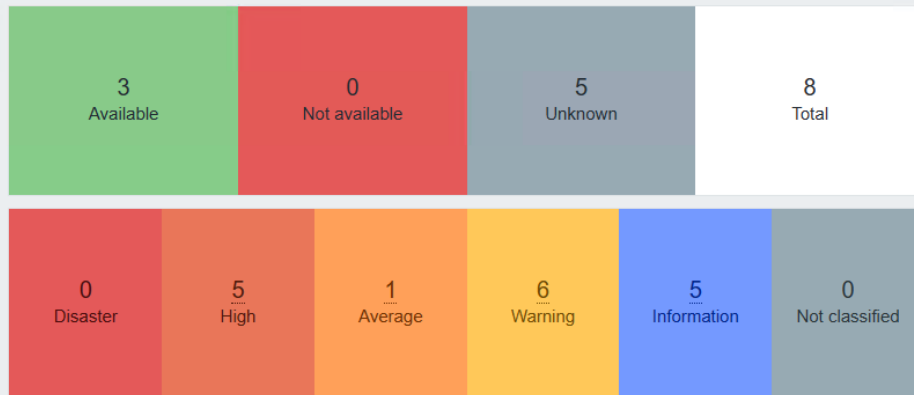 3
Available
0
Not available
5
Unknown
8
Total
0
Disaster
5
High
1
Average
6
Warning
5
Information
0
Not classified